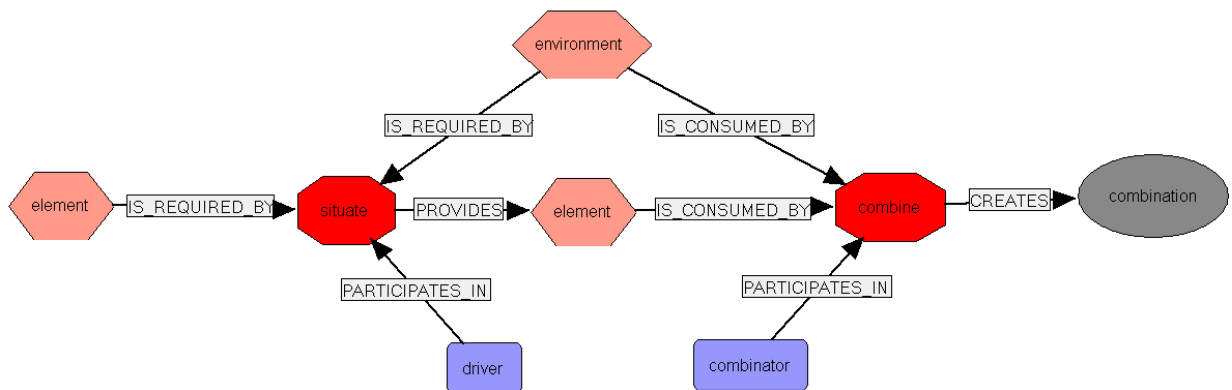 environment
IS_REQUIRED_BY
IS_CONSUMED_BY
element
IS_REQUIRED_BY
situate
PROVIDES
element
IS_CONSUMED_BY
combine
CREATES
combination
PARTICIPATES_IN
PARTICIPATES_IN
driver
combinator